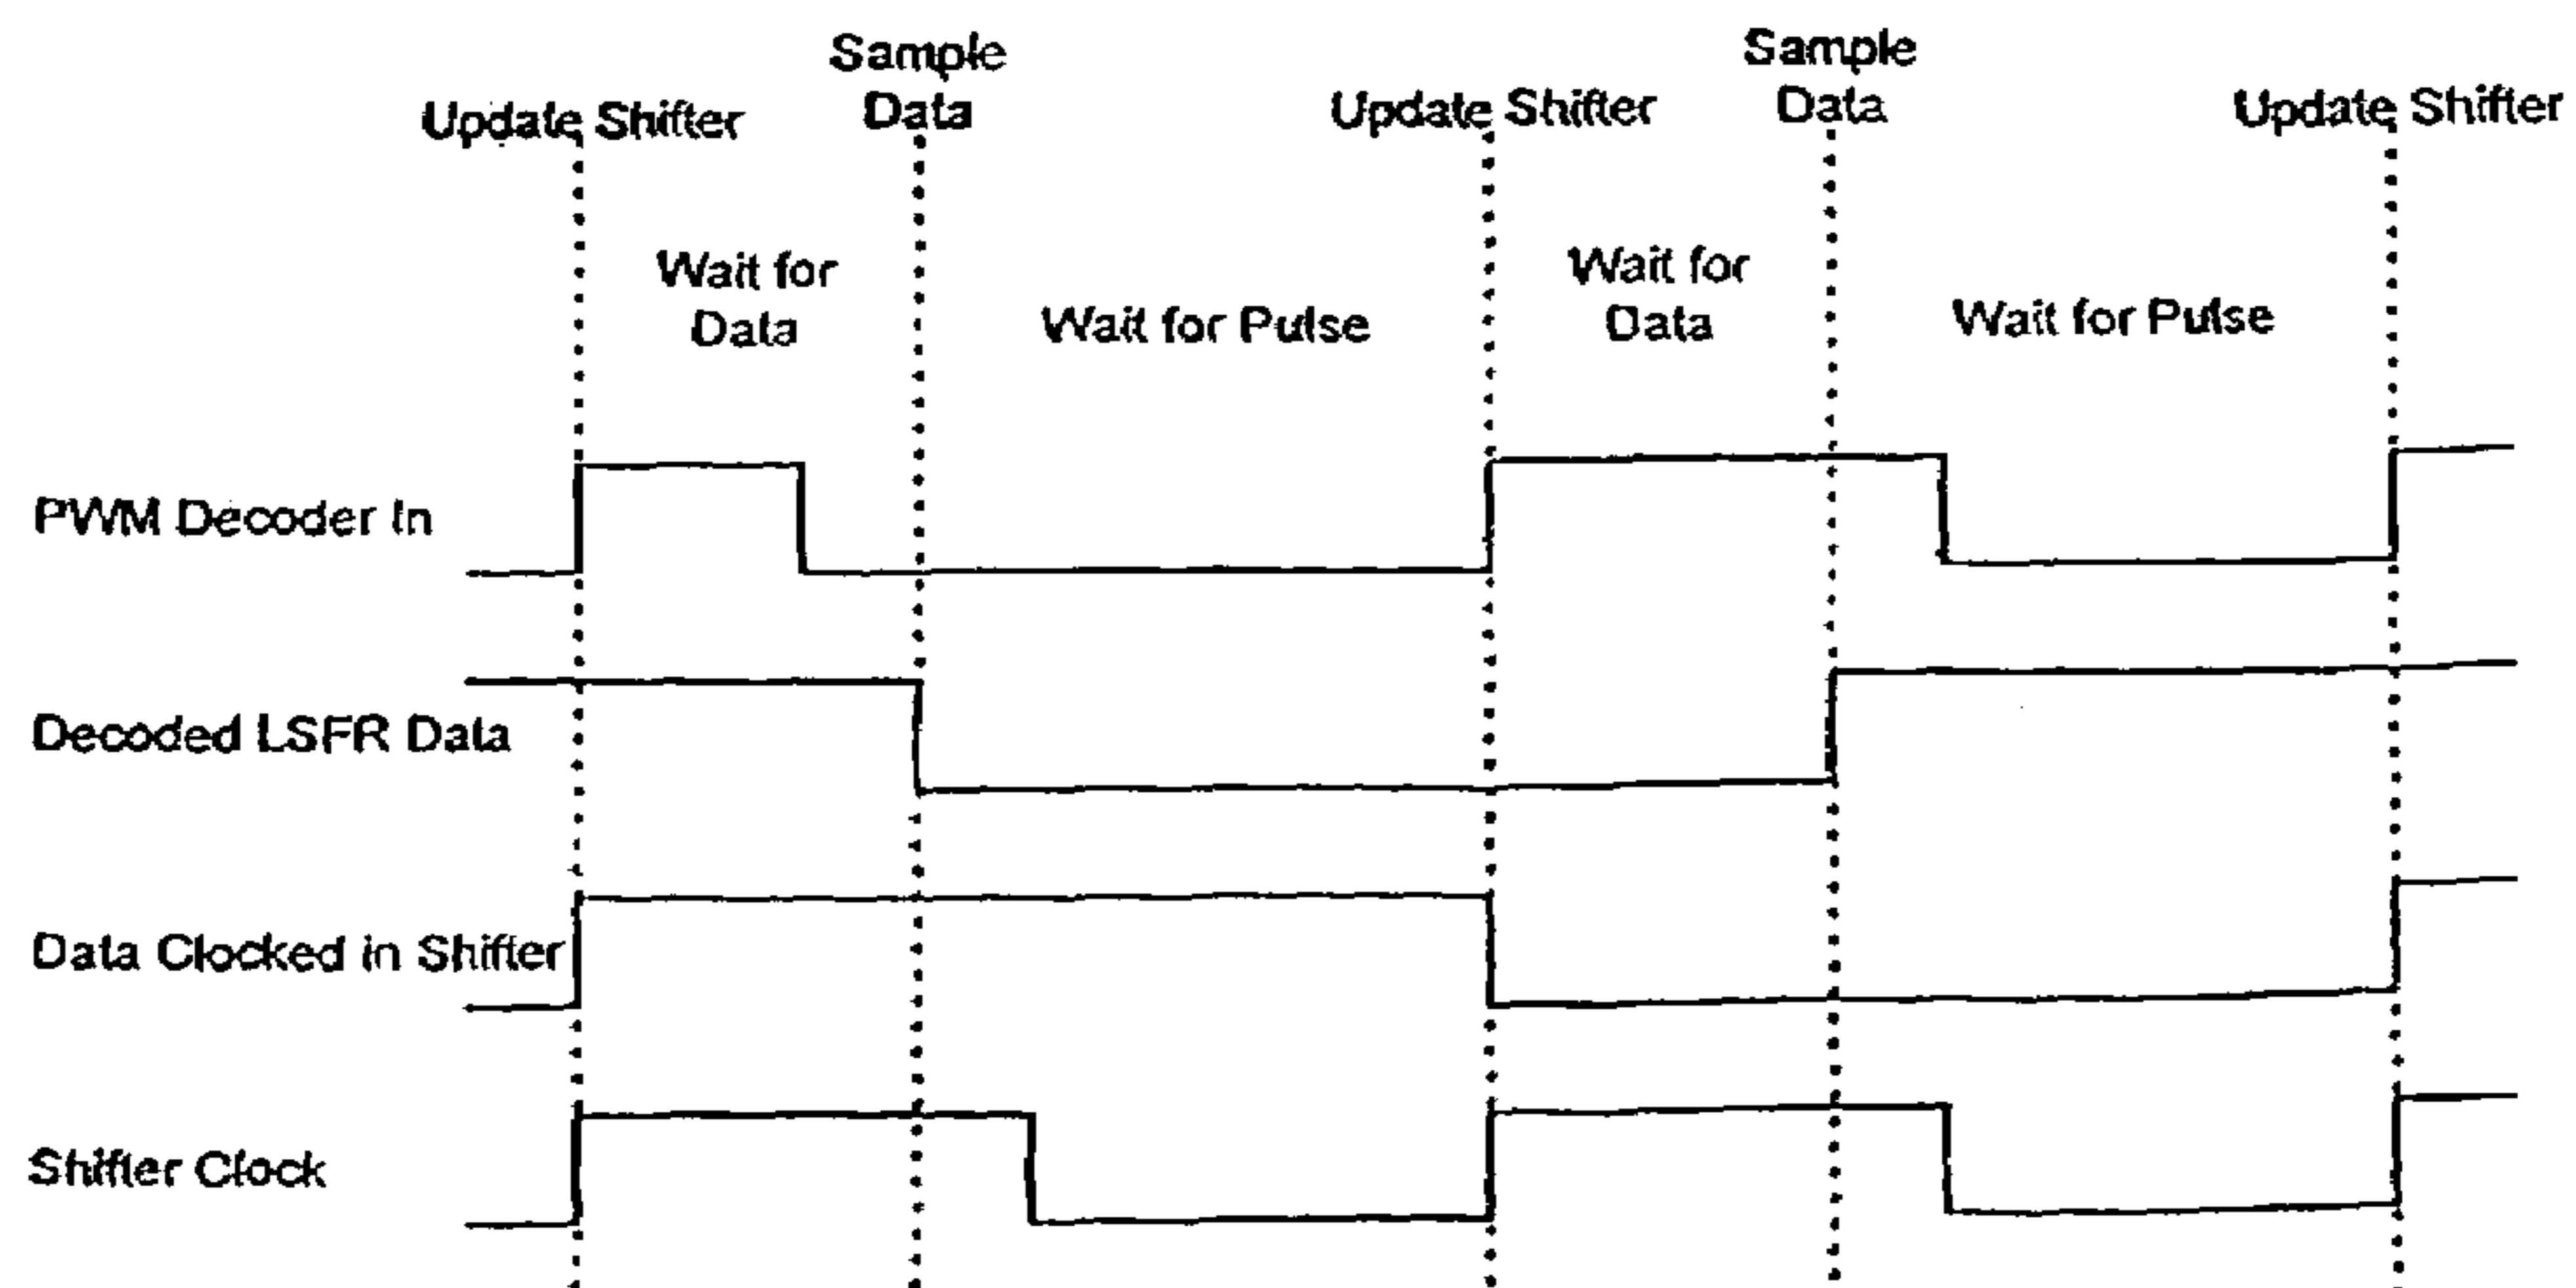 Sample
Data
Sample
Data
Update Shifter
Update Shifter
Update Shifter
Wait for
Data
Wait for Pulse
Wait for
Data
Wait for Pulse
PWM Decoder In
Decoded LSFR Data
Data Clocked in Shifter
Shifter Clock